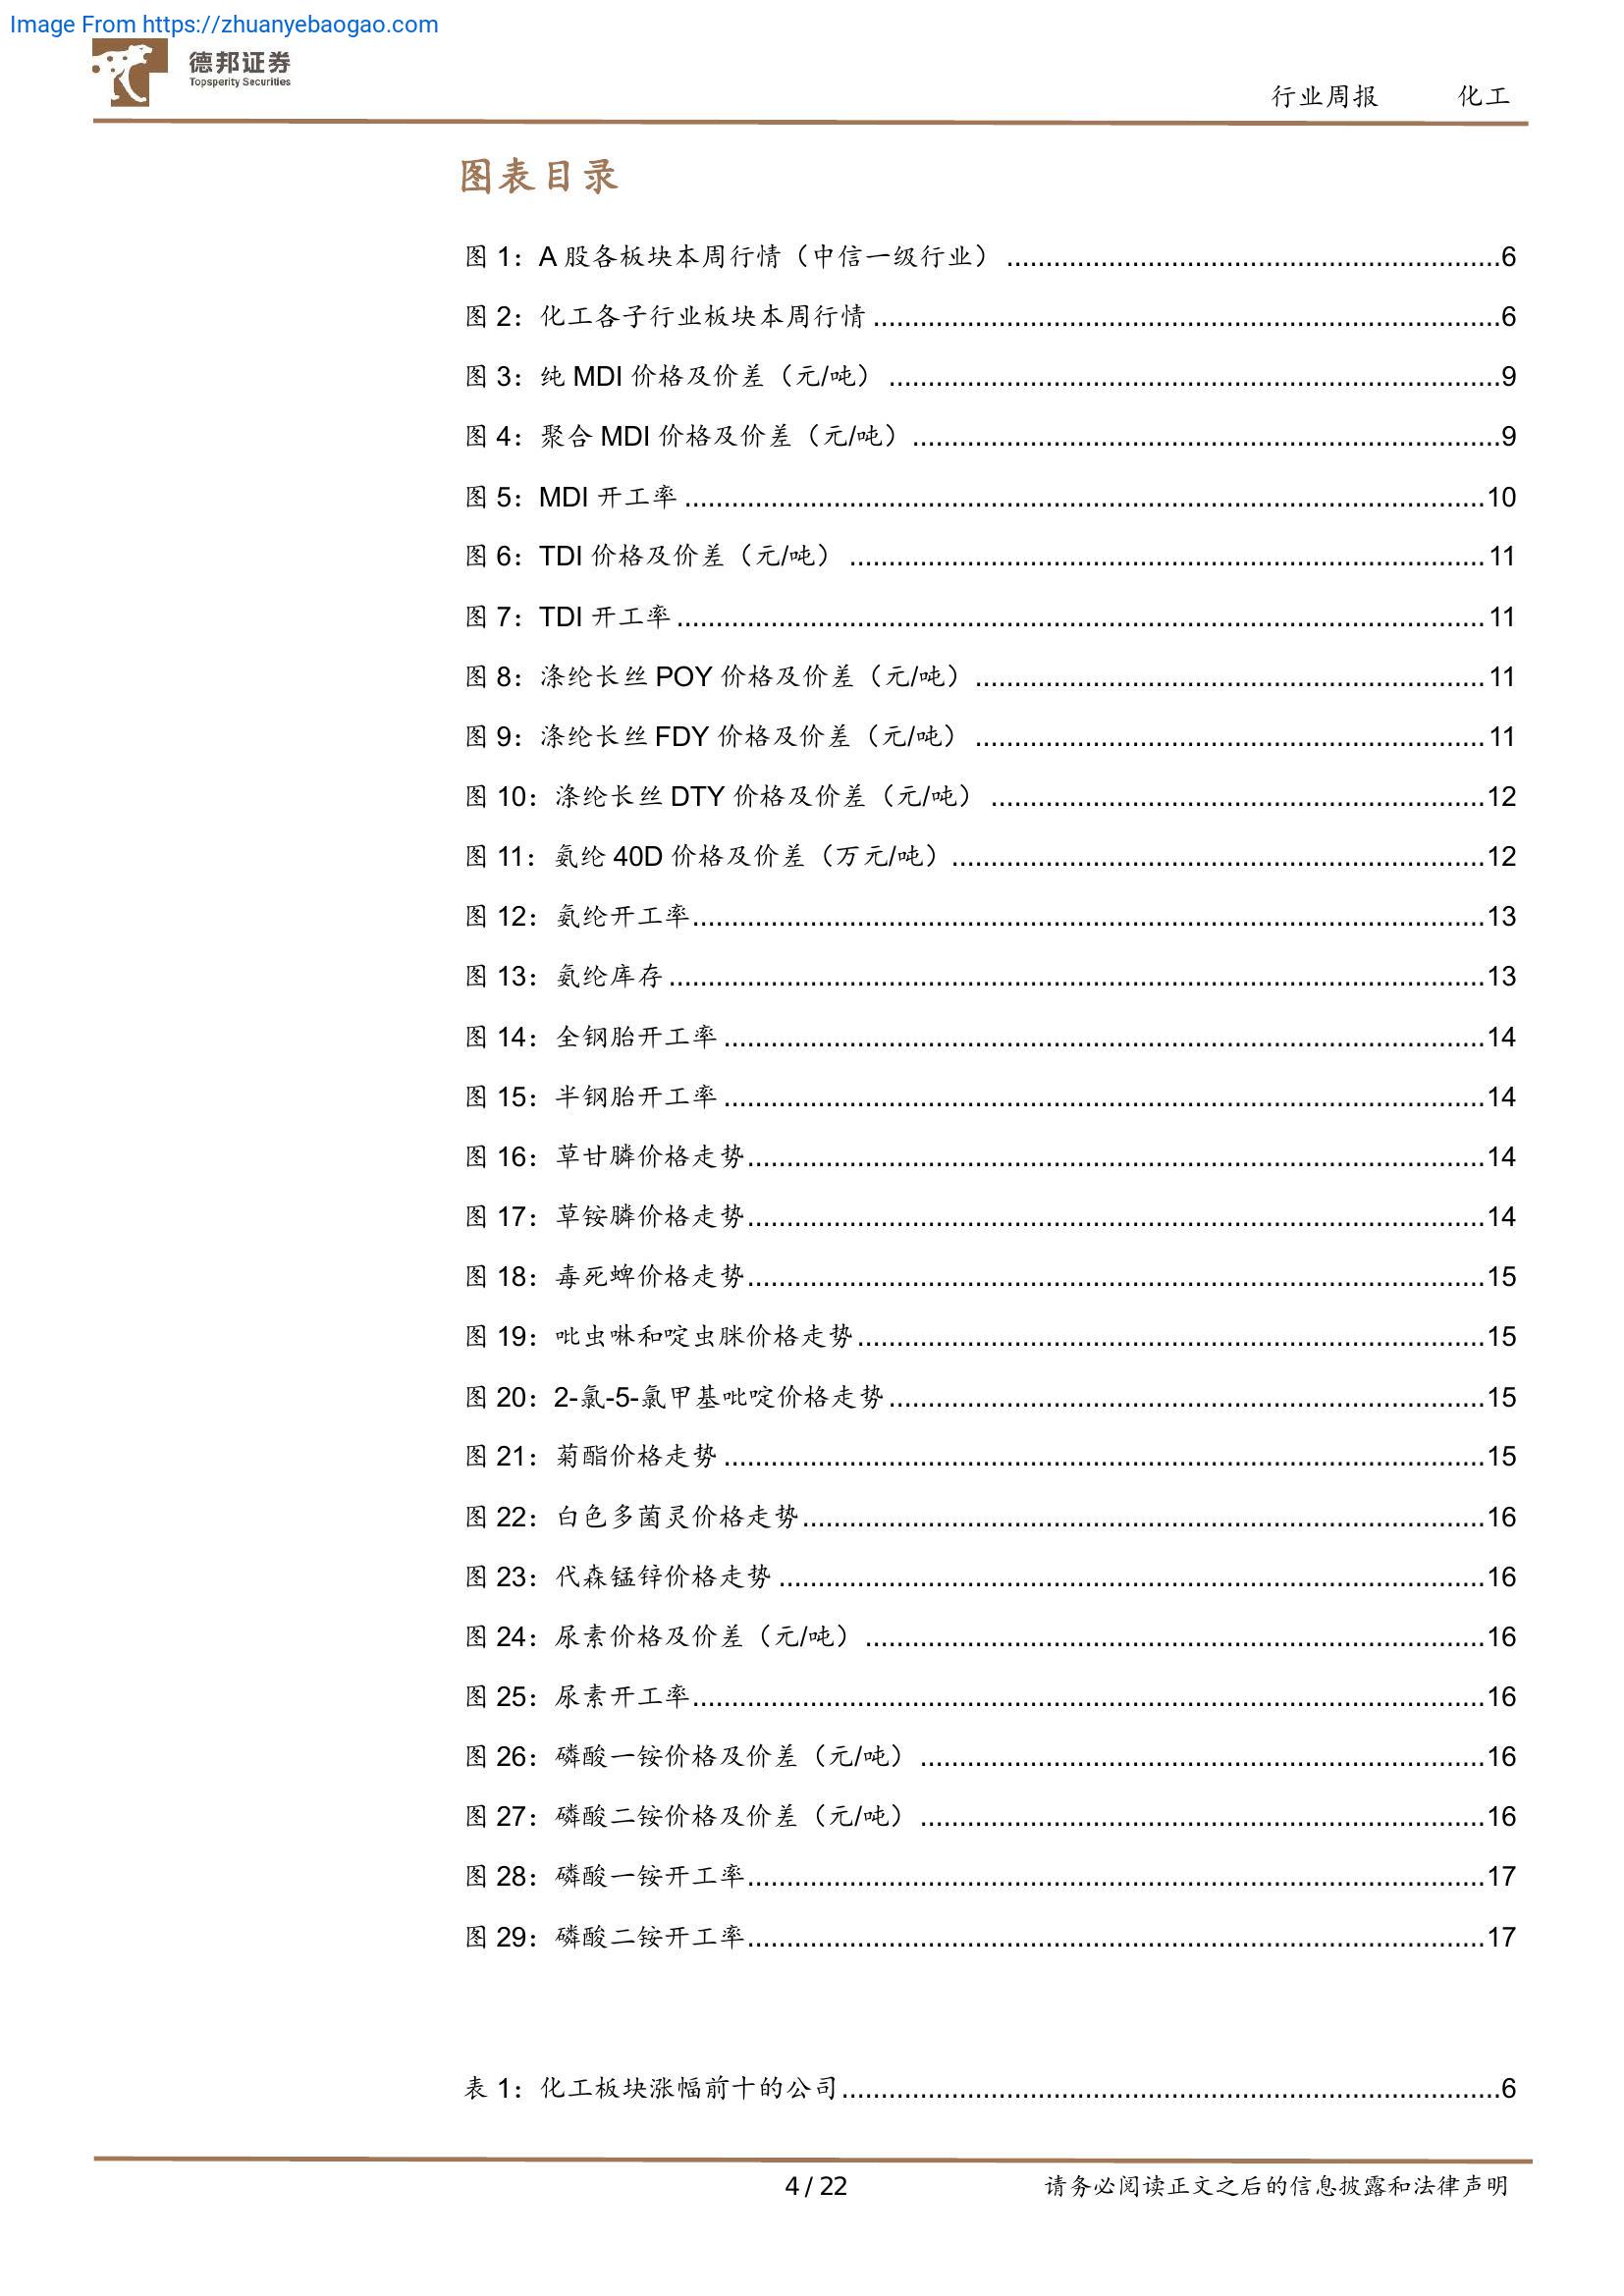 Image From https://zhuanyebaogao.com
德邦证券
Topsperity Securities
行业周报 化工
图表目录
图 1：A 股各板块本周行情（中信一级行业）...............................................................6
图 2：化工各子行业板块本周行情................................................................................6
图 3：纯 MDI 价格及价差（元/吨）..............................................................................9
图 4：聚合 MDI 价格及价差（元/吨）...........................................................................9
图 5：MDI 开工率......................................................................................................10
图 6：TDI 价格及价差（元/吨）.................................................................................11
图 7：TDI 开工率.......................................................................................................11
图 8：涤纶长丝 POY 价格及价差（元/吨）.................................................................11
图 9：涤纶长丝 FDY 价格及价差（元/吨）.................................................................11
图 10：涤纶长丝 DTY 价格及价差（元/吨）...............................................................12
图 11：氨纶 40D 价格及价差（万元/吨）....................................................................12
图 12：氨纶开工率.....................................................................................................13
图 13：氨纶库存........................................................................................................13
图 14：全钢胎开工率.................................................................................................14
图 15：半钢胎开工率.................................................................................................14
图 16：草甘膦价格走势..............................................................................................14
图 17：草铵膦价格走势..............................................................................................14
图 18：毒死蜱价格走势..............................................................................................15
图 19：吡虫啉和啶虫脒价格走势................................................................................15
图 20：2-氯-5-氯甲基吡啶价格走势............................................................................15
图 21：菊酯价格走势.................................................................................................15
图 22：白色多菌灵价格走势.......................................................................................16
图 23：代森锰锌价格走势..........................................................................................16
图 24：尿素价格及价差（元/吨）...............................................................................16
图 25：尿素开工率.....................................................................................................16
图 26：磷酸一铵价格及价差（元/吨）........................................................................16
图 27：磷酸二铵价格及价差（元/吨）........................................................................16
图 28：磷酸一铵开工率..............................................................................................17
图 29：磷酸二铵开工率..............................................................................................17
表 1：化工板块涨幅前十的公司....................................................................................6
4 / 22 请务必阅读正文之后的信息披露和法律声明